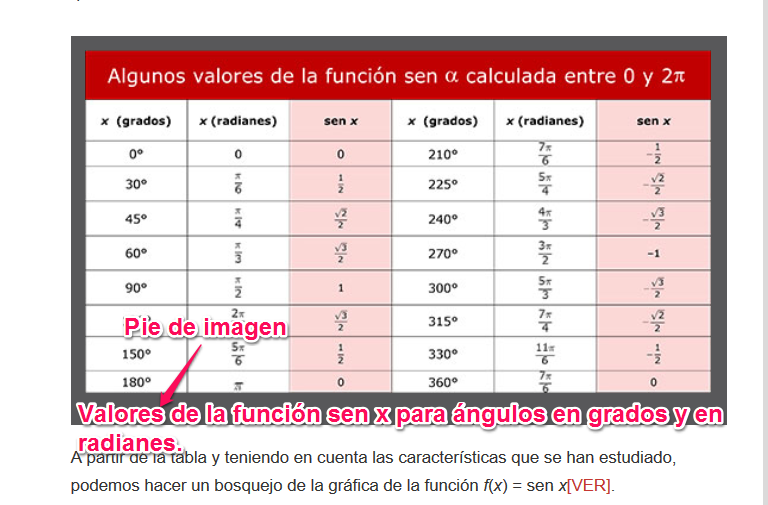 Algunos valores de la función sen α calculada entre 0 y 2π
x (grados) x (radianes) sen x x (grados) x (radianes) sen x
0° 0 0 210° 7π/6 -1/2
30° π/6 1/2 225° 5π/4 -√2/2
45° π/4 √2/2 240° 4π/3 -√3/2
60° π/3 √3/2 270° 3π/2 -1
90° π/2 1 300° 5π/3 -√3/2
2π √3/2 315° 7π/4 -√2/2
Pie de imagen
150° 5π/6 1/2 330° 11π/6 -1/2
180° π 0 360° 7π/6 0
Valores de la función sen x para ángulos en grados y en
radianes.
A partir de la tabla y teniendo en cuenta las características que se han estudiado,
podemos hacer un bosquejo de la gráfica de la función f(x) = sen x[VER].